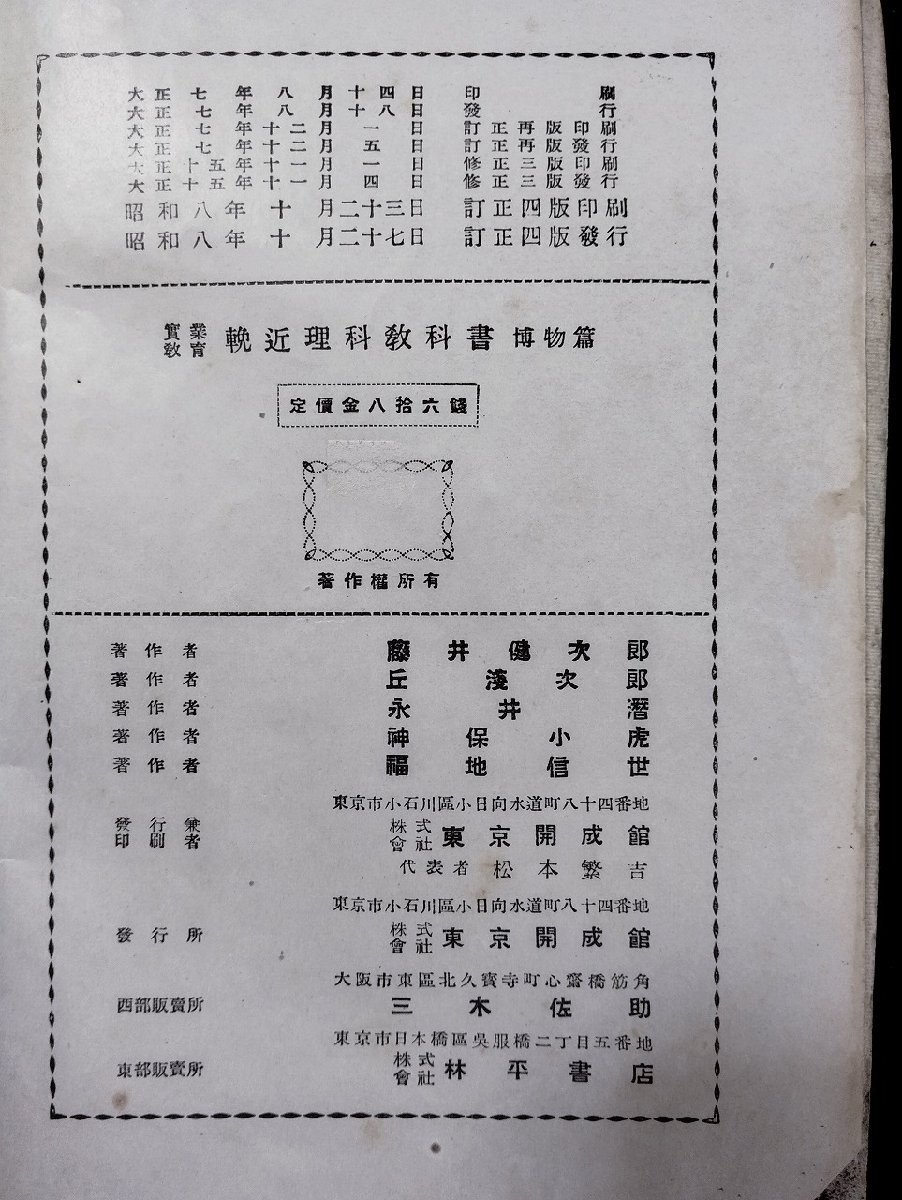 大正七年八月十四日 印刷
大正七年八月十八日 發行
大正七年十二月一日 訂正再版印刷
大正七年十二月五日 訂正再版發行
大正十五年十一月一日 修正三版印刷
大正十五年十一月四日 修正三版發行
昭和八年十月二十三日 訂正四版印刷
昭和八年十月二十七日 訂正四版發行
實業教育 輓近理科教科書 博物篇
定價金八拾六錢
著作權所有
著作者 藤井健次郎
著作者 丘淺次郎
著作者 永井潛
著作者 神保小虎
著作者 福地信世
東京市小石川區小日向水道町八十四番地
發行兼印刷者 株式會社 東京開成館
代表者 松本繁吉
東京市小石川區小日向水道町八十四番地
發行所 株式會社 東京開成館
大阪市東區北久寶寺町心齋橋筋角
西部販賣所 三木佐助
東京市日本橋區吳服橋二丁目五番地
東部販賣所 株式會社 林平書店